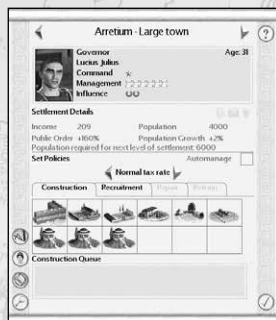 Arretium - Large town
Governor Age: 31
Lucius Julius
Command
Management
Influence
Settlement Details
Income 209 Population 4000
Public Order +160% Population Growth +2%
Population required for next level of settlement: 6000
Set Policies Automanage
Normal tax rate
Construction Recruitment Repair Retrain
Construction Queue